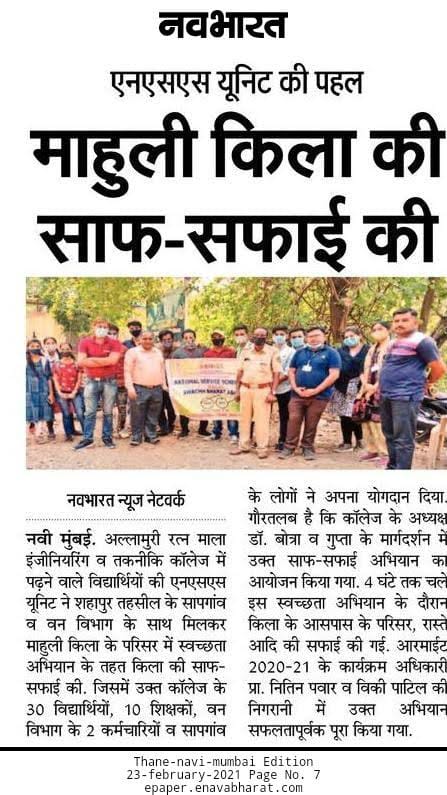 नवभारत
एनएसएस यूनिट की पहल
माहुली किला की
साफ-सफाई की
NATIONAL SERVICE SCHEME
SWACHH BHARAT
नवभारत न्यूज नेटवर्क
नवी मुंबई. अल्लामुरी रत्न माला
इंजीनियरिंग व तकनीकि कॉलेज में
पढ़ने वाले विद्यार्थियों की एनएसएस
यूनिट ने शहापुर तहसील के सापगांव
व वन विभाग के साथ मिलकर
माहुली किला के परिसर में स्वच्छता
अभियान के तहत किला की साफ-
सफाई की. जिसमें उक्त कॉलेज के
30 विद्यार्थियों, 10 शिक्षकों, वन
विभाग के 2 कर्मचारियों व सापगांव
के लोगों ने अपना योगदान दिया.
गौरतलब है कि कॉलेज के अध्यक्ष
डॉ. बोत्रा व गुप्ता के मार्गदर्शन में
उक्त साफ-सफाई अभियान का
आयोजन किया गया. 4 घंटे तक चले
इस स्वच्छता अभियान के दौरान
किला के आसपास के परिसर, रास्ते
आदि की सफाई की गई. आरमाईट
2020-21 के कार्यक्रम अधिकारी
प्रा. नितिन पवार व विकी पाटिल की
निगरानी में उक्त अभियान
सफलतापूर्वक पूरा किया गया.
Thane-navi-mumbai Edition
23-february-2021 Page No. 7
epaper.enavabharat.com